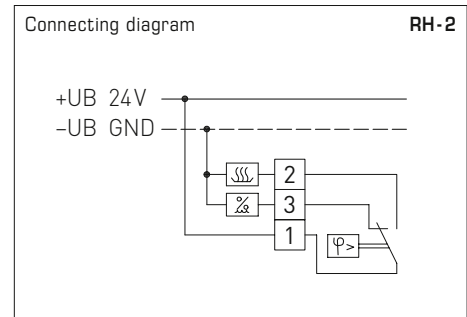 Connecting diagram RH-2
+UB 24V
–UB GND
2
%
3
1
φ>